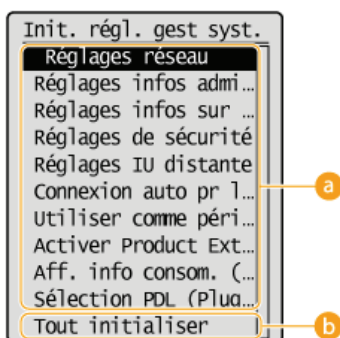 Init. régl. gest syst.
Réglages réseau
Réglages infos admi…
Réglages infos sur …
Réglages de sécurité
Réglages IU distante
Connexion auto pr l…
Utiliser comme péri…
Activer Product Ext…
Aff. info consom. (…
Sélection PDL (Plug…
Tout initialiser
a
b